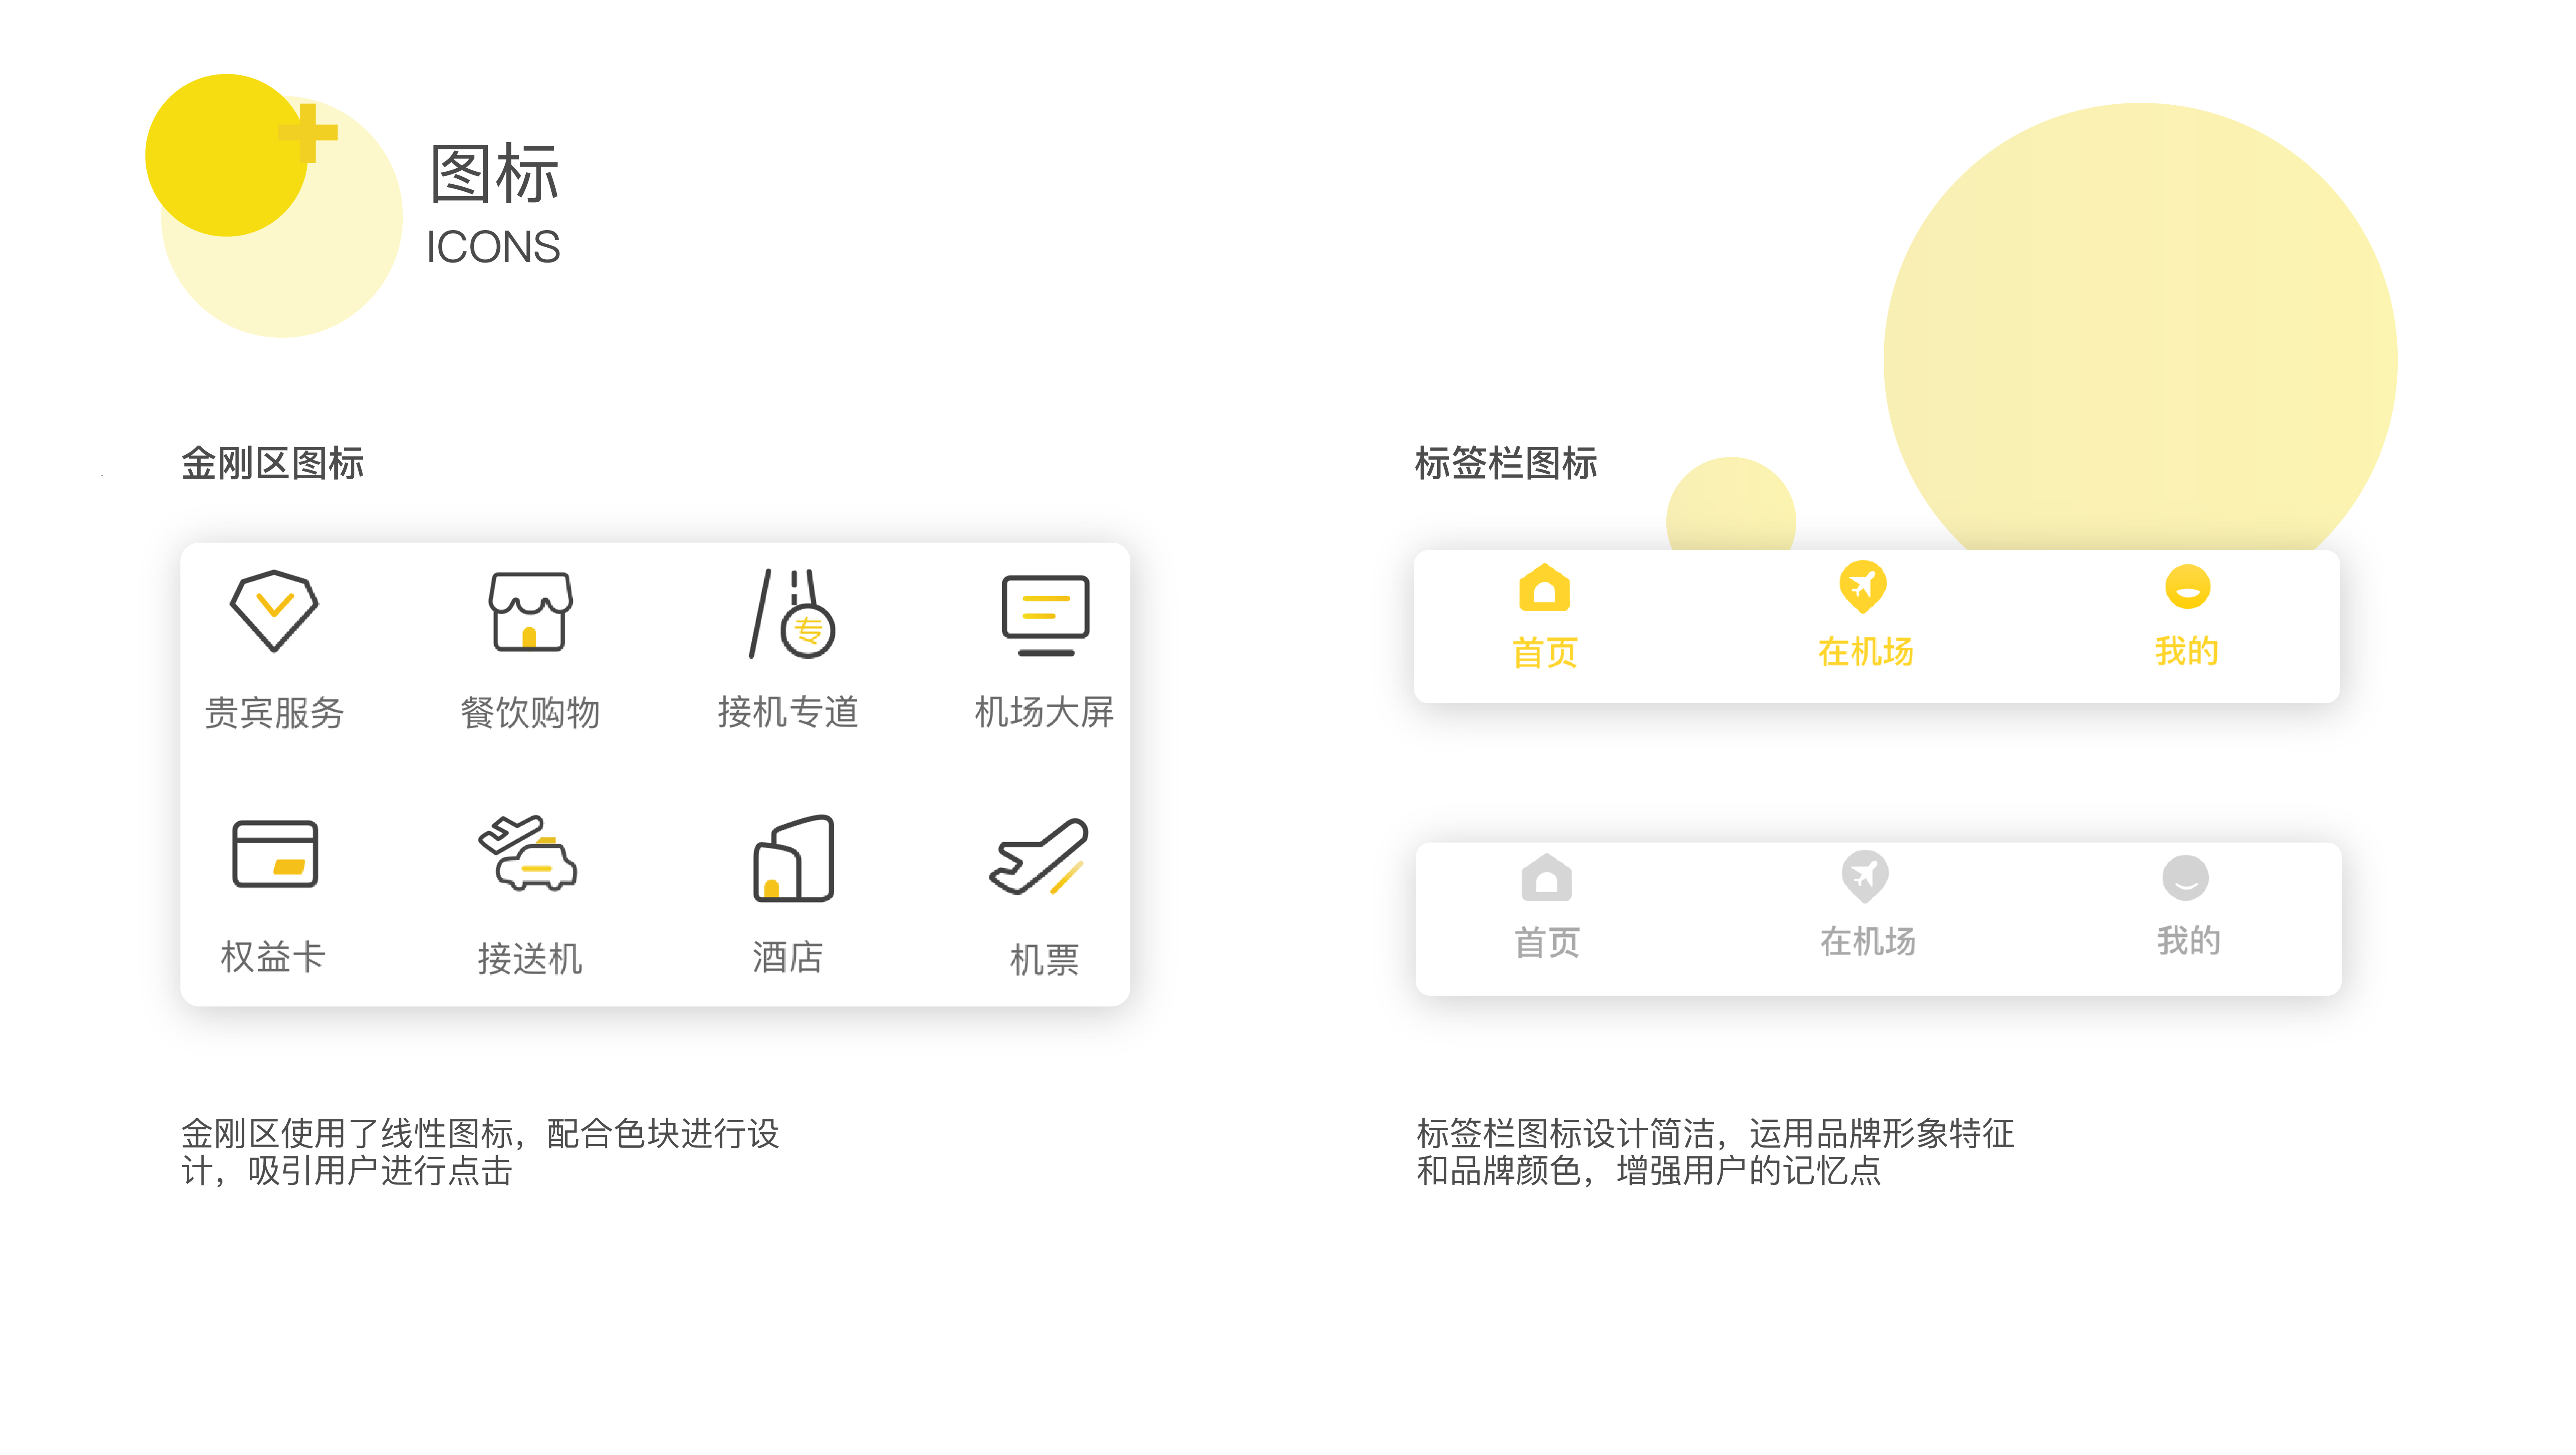 图标
ICONS
金刚区图标
专
贵宾服务
餐饮购物
接机专道
机场大屏
权益卡
接送机
酒店
机票
金刚区使用了线性图标，配合色块进行设
计，吸引用户进行点击
标签栏图标
首页
在机场
我的
首页
在机场
我的
标签栏图标设计简洁，运用品牌形象特征
和品牌颜色，增强用户的记忆点